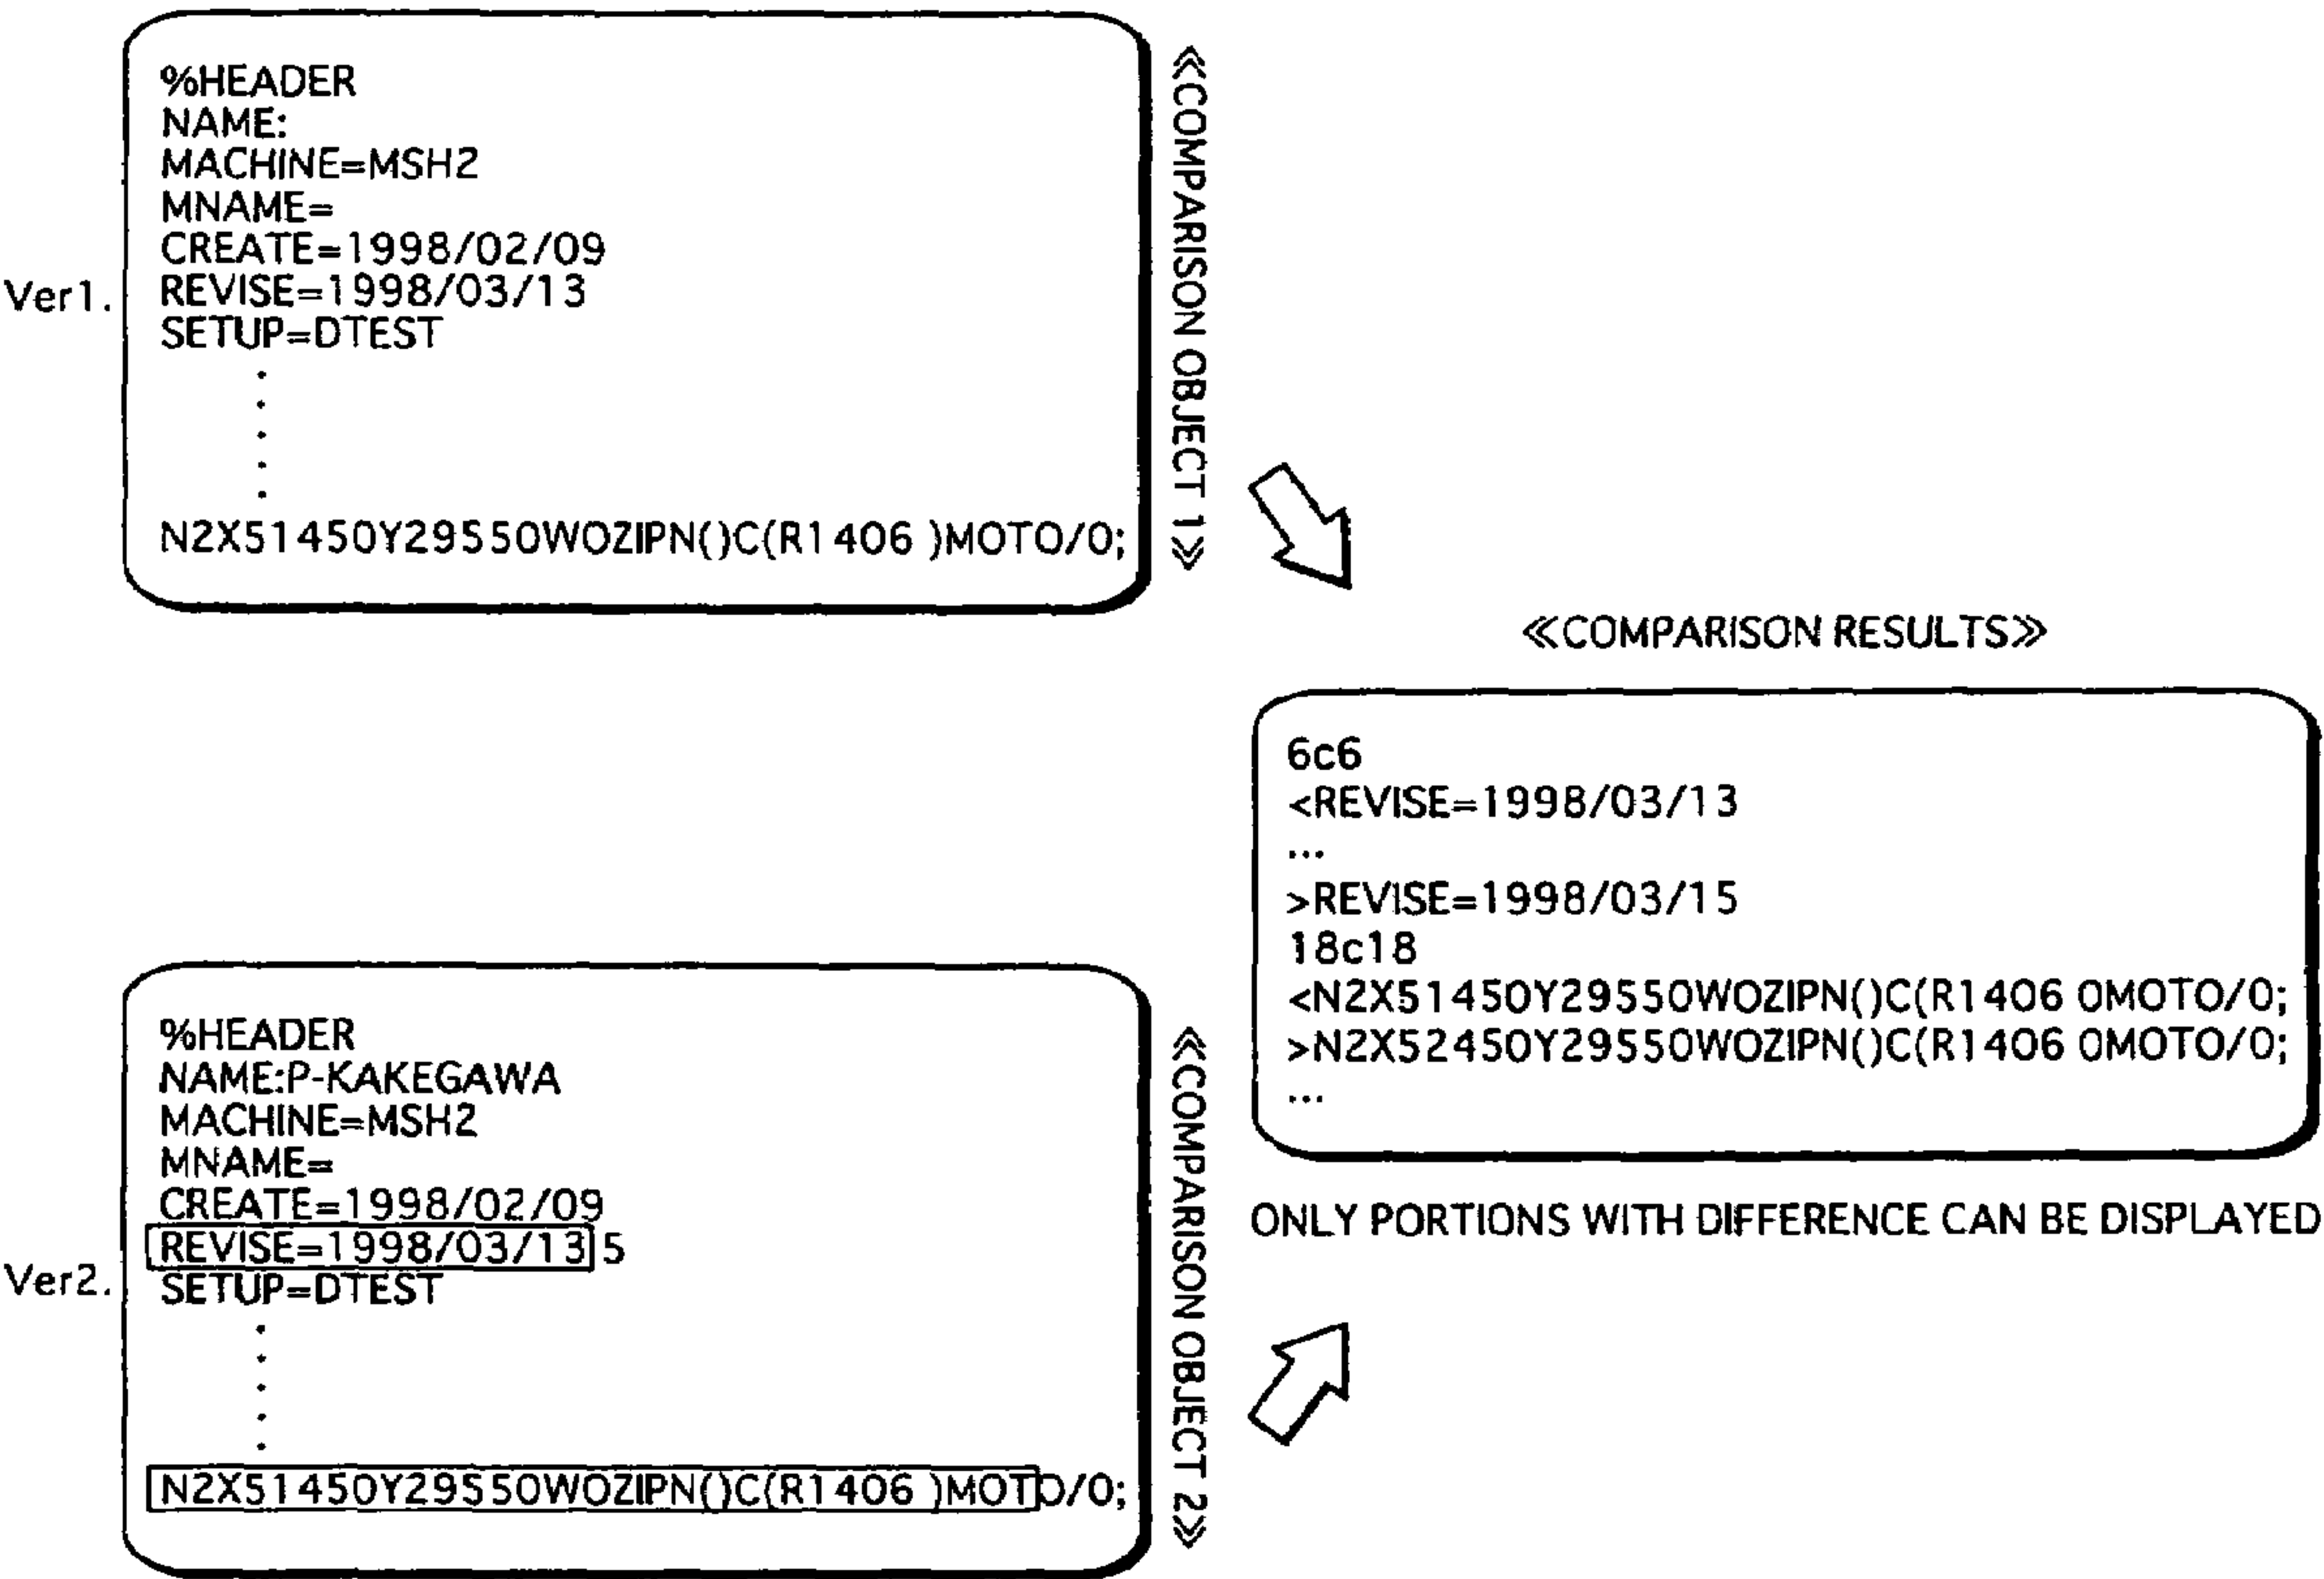 Ver1.
%HEADER
NAME:
MACHINE=MSH2
MNAME=
CREATE=1998/02/09
REVISE=1998/03/13
SETUP=DTEST
N2X51450Y29550WOZIPN()C(R1406 )MOTO/0;
≪COMPARISON OBJECT 1≫
Ver2.
%HEADER
NAME:P-KAKEGAWA
MACHINE=MSH2
MNAME=
CREATE=1998/02/09
REVISE=1998/03/13 5
SETUP=DTEST
N2X51450Y29550WOZIPN()C(R1406 )MOTO/0;
≪COMPARISON OBJECT 2≫
≪COMPARISON RESULTS≫
6c6
<REVISE=1998/03/13
...
>REVISE=1998/03/15
18c18
<N2X51450Y29550WOZIPN()C(R1406 0MOTO/0;
>N2X52450Y29550WOZIPN()C(R1406 0MOTO/0;
...
ONLY PORTIONS WITH DIFFERENCE CAN BE DISPLAYED